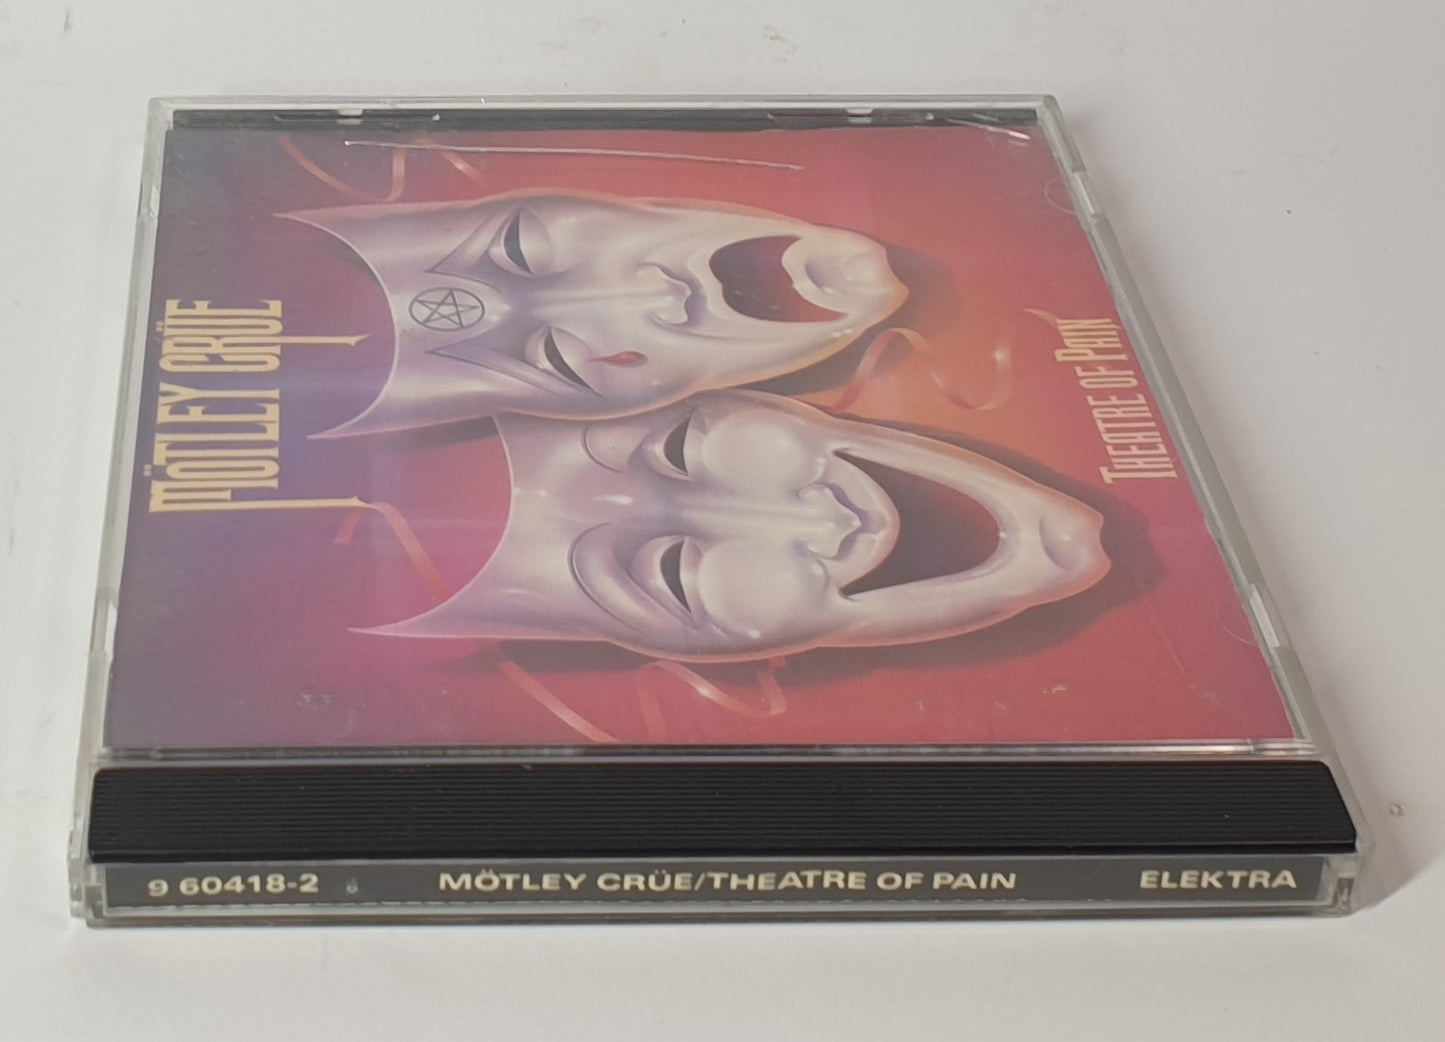 MÖTLEY CRÜE
THEATRE OF PAIN
9 60418-2 MÖTLEY CRÜE/THEATRE OF PAIN ELEKTRA